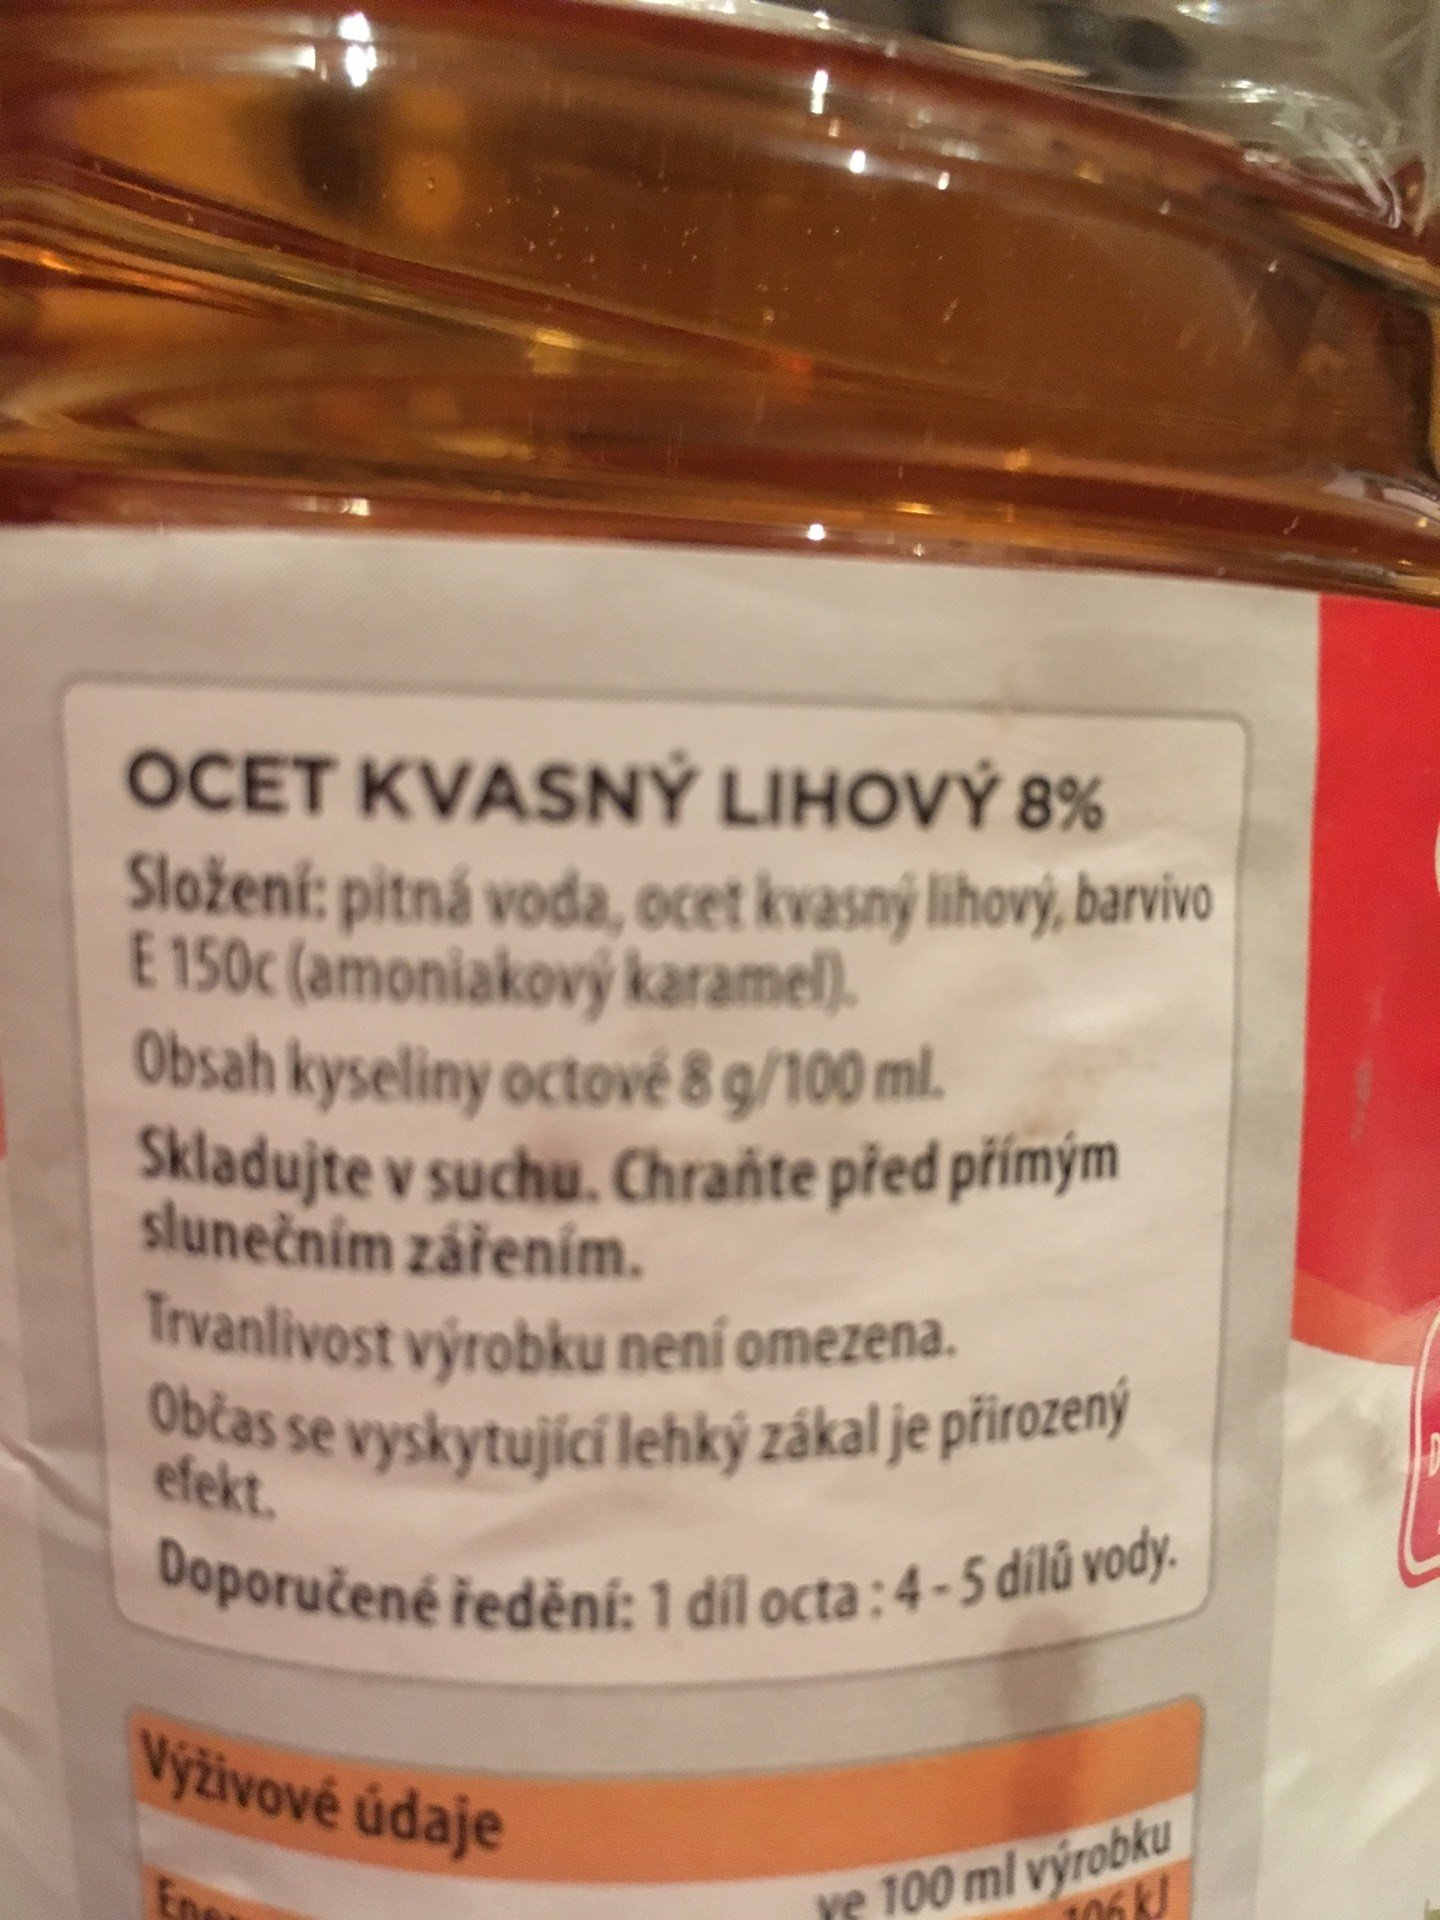 OCET KVASNÝ LIHOVÝ 8%
Složení: pitná voda, ocet kvasný lihový, barvivo
E 150c (amoniakový karamel).
Obsah kyseliny octové 8 g/100 ml.
Skladujte v suchu. Chraňte před přímým
slunečním zářením.
Trvanlivost výrobku není omezena.
Občas se vyskytující lehký zákal je přirozený
efekt.
Doporučené ředění: 1 díl octa : 4 - 5 dílů vody.
Výživové údaje
ve 100 ml výrobku
106 kJ